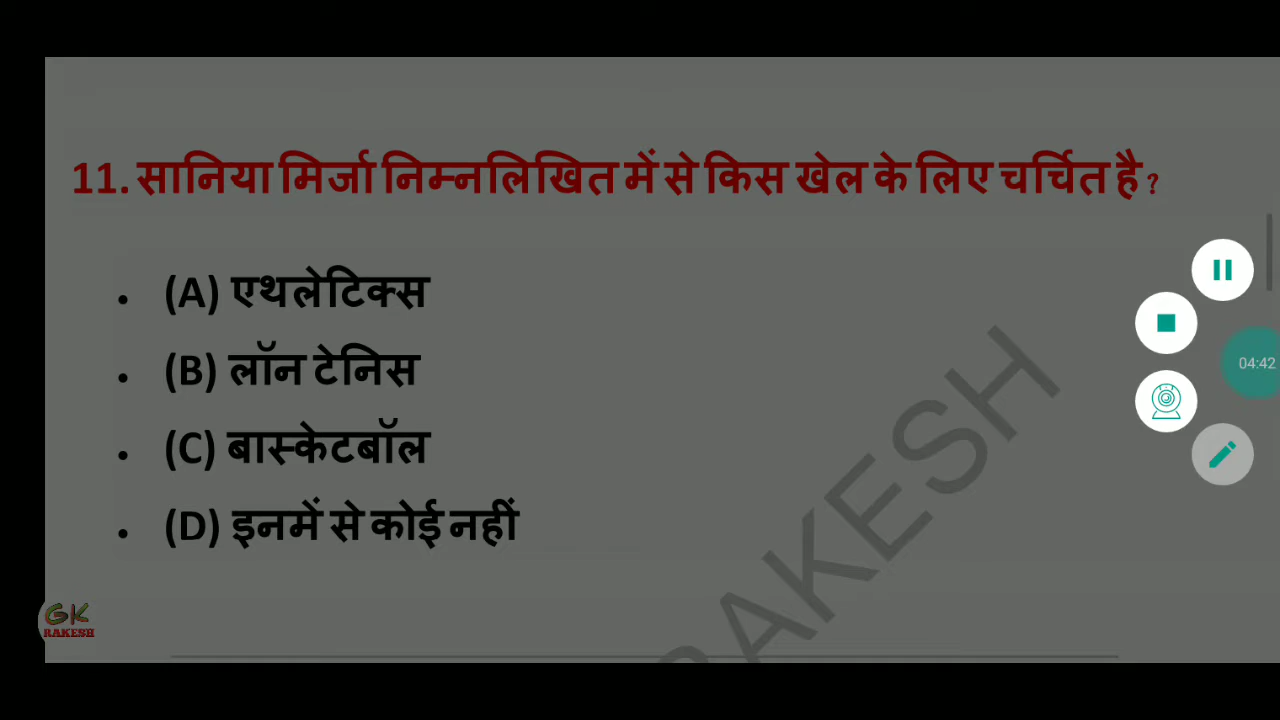 11. सानिया मिर्जा निम्नलिखित में से किस खेल के लिए चर्चित है ?
• (A) एथलेटिक्स
• (B) लॉन टेनिस
• (C) बास्केटबॉल
• (D) इनमें से कोई नहीं
04:42
RAKESH
GK
RAKESH